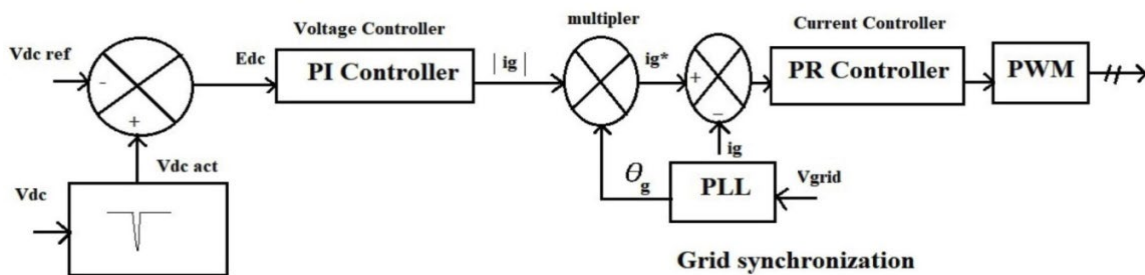 multipler
Voltage Controller
Current Controller
Vdc ref
-
+
Edc
PI Controller
| ig |
ig*
+
-
PR Controller
PWM
Vdc act
Vdc
θg
ig
PLL
Vgrid
Grid synchronization